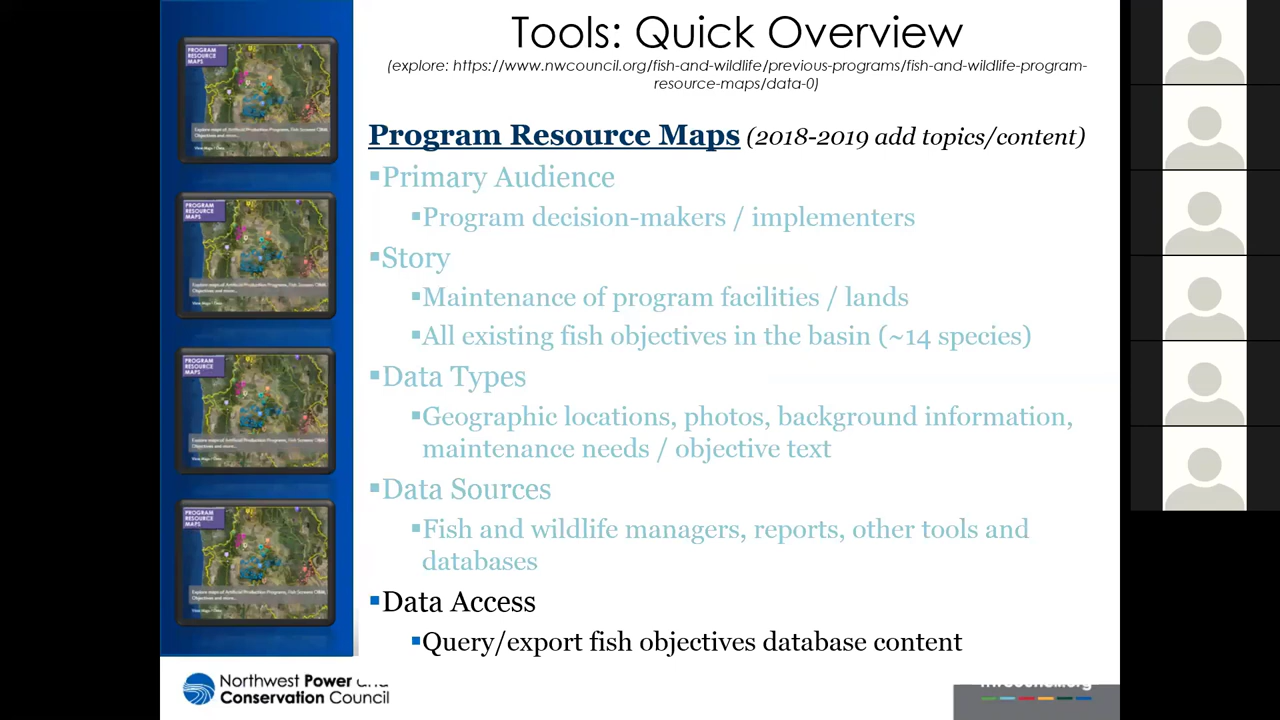 Tools: Quick Overview
(explore: https://www.nwcouncil.org/fish-and-wildlife/previous-programs/fish-and-wildlife-program-
resource-maps/data-0)
Program Resource Maps (2018-2019 add topics/content)
▪Primary Audience
▪Program decision-makers / implementers
▪Story
▪Maintenance of program facilities / lands
▪All existing fish objectives in the basin (~14 species)
▪Data Types
▪Geographic locations, photos, background information,
maintenance needs / objective text
▪Data Sources
▪Fish and wildlife managers, reports, other tools and
databases
▪Data Access
▪Query/export fish objectives database content
PROGRAM
RESOURCE
MAPS
PROGRAM
RESOURCE
MAPS
PROGRAM
RESOURCE
MAPS
PROGRAM
RESOURCE
MAPS
Northwest Power and
Conservation Council